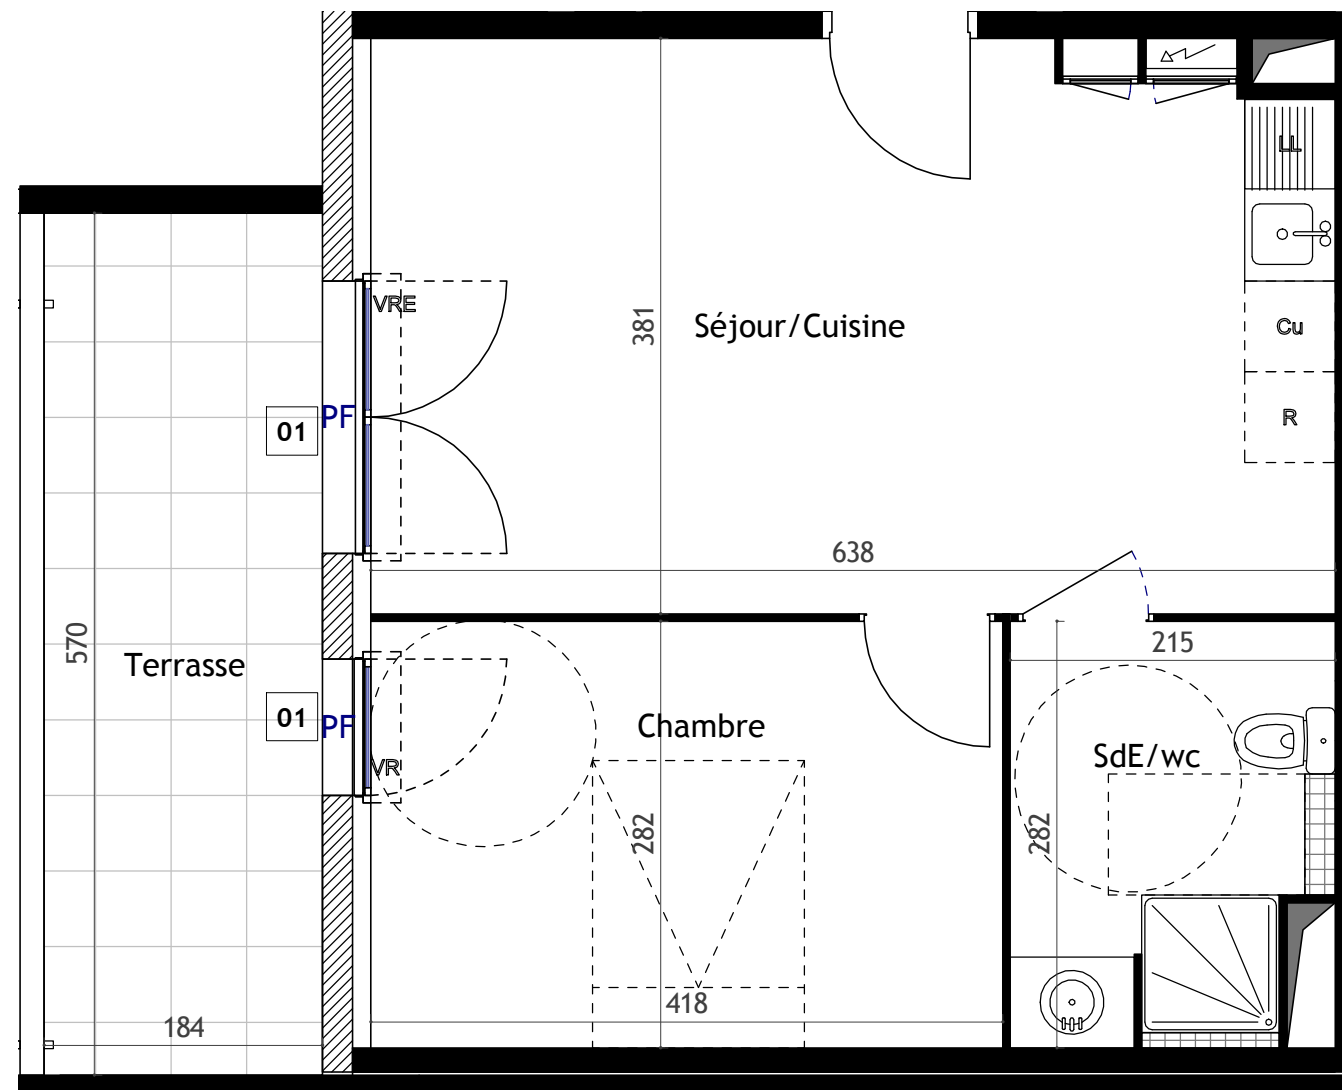 LL
VRE
381
Séjour/Cuisine
Cu
PF
01
R
638
570
Terrasse
215
01
PF
Chambre
VR
SdE/wc
282
282
418
184